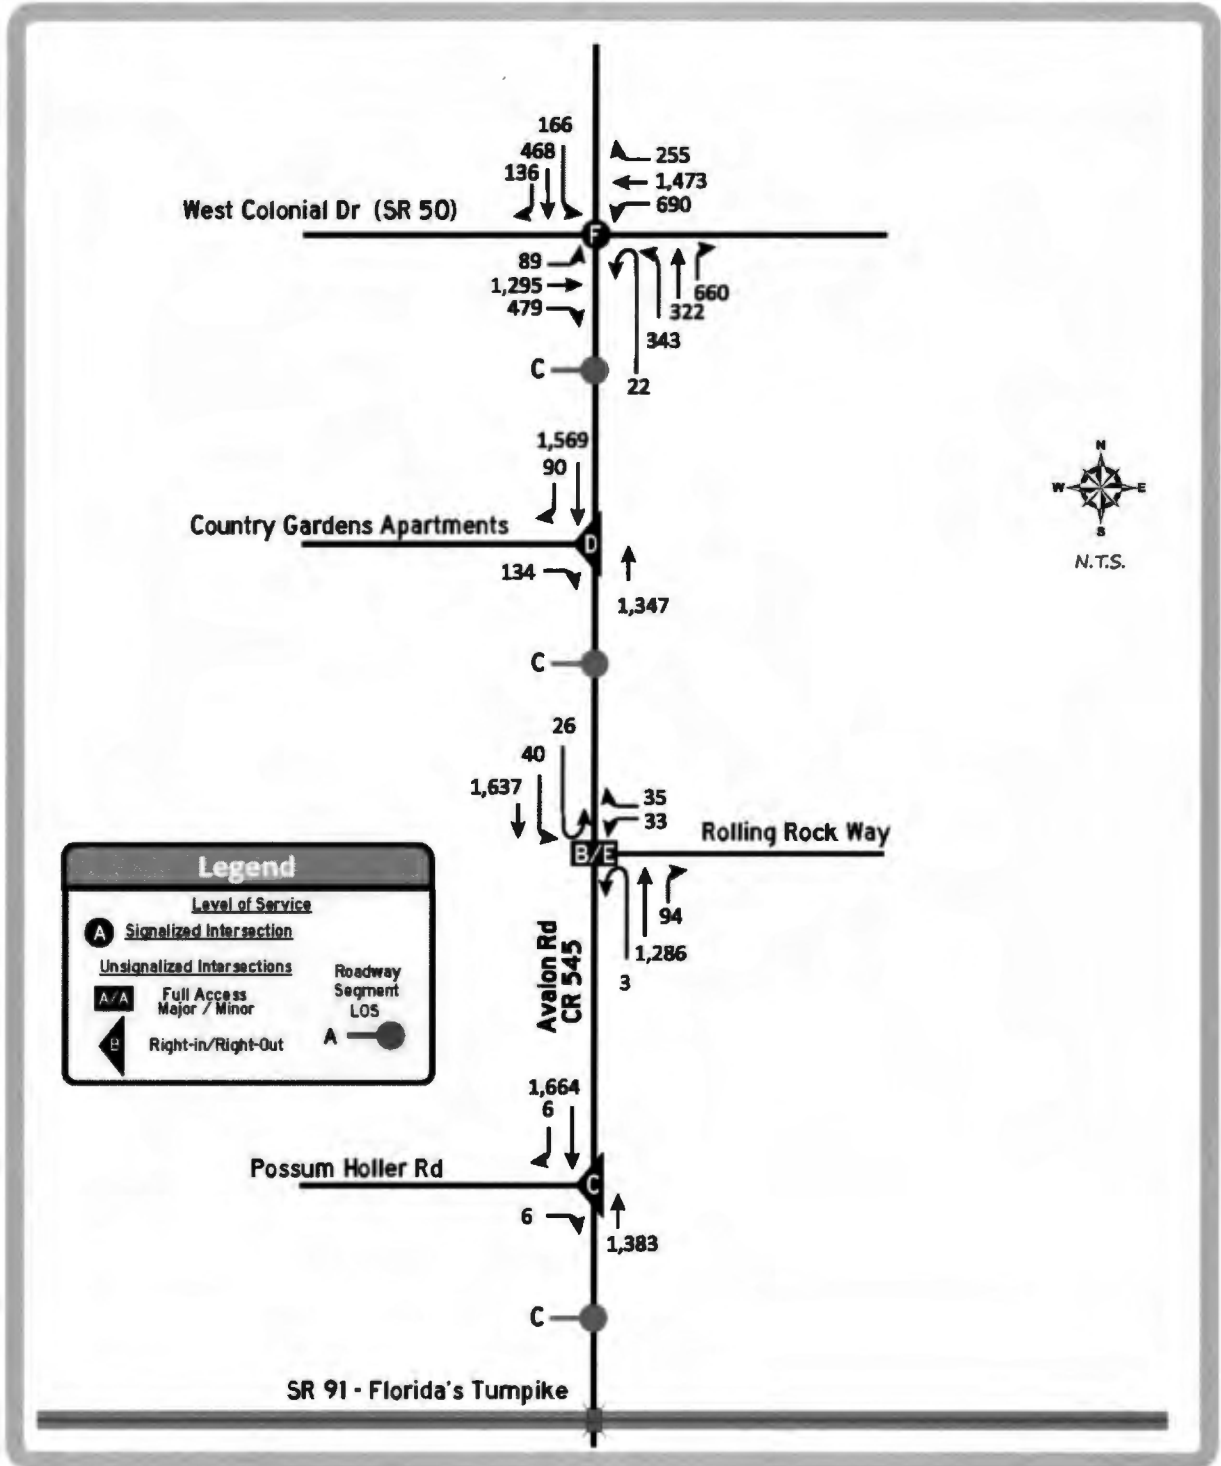 166
468
136
255
1,473
690
West Colonial Dr (SR 50)
F
89
1,295
479
660
322
343
22
C
1,569
90
Country Gardens Apartments
D
134
1,347
N
W
E
S
N.T.S.
C
26
40
1,637
35
33
Rolling Rock Way
B/E
94
1,286
3
Avalon Rd
CR 545
Legend
Level of Service
A Signalized Intersection
Unsignalized Intersections
A/A Full Access
Major / Minor
B Right-in/Right-Out
Roadway
Segment
LOS
A
1,664
6
Possum Holler Rd
C
6
1,383
C
SR 91 - Florida's Turnpike